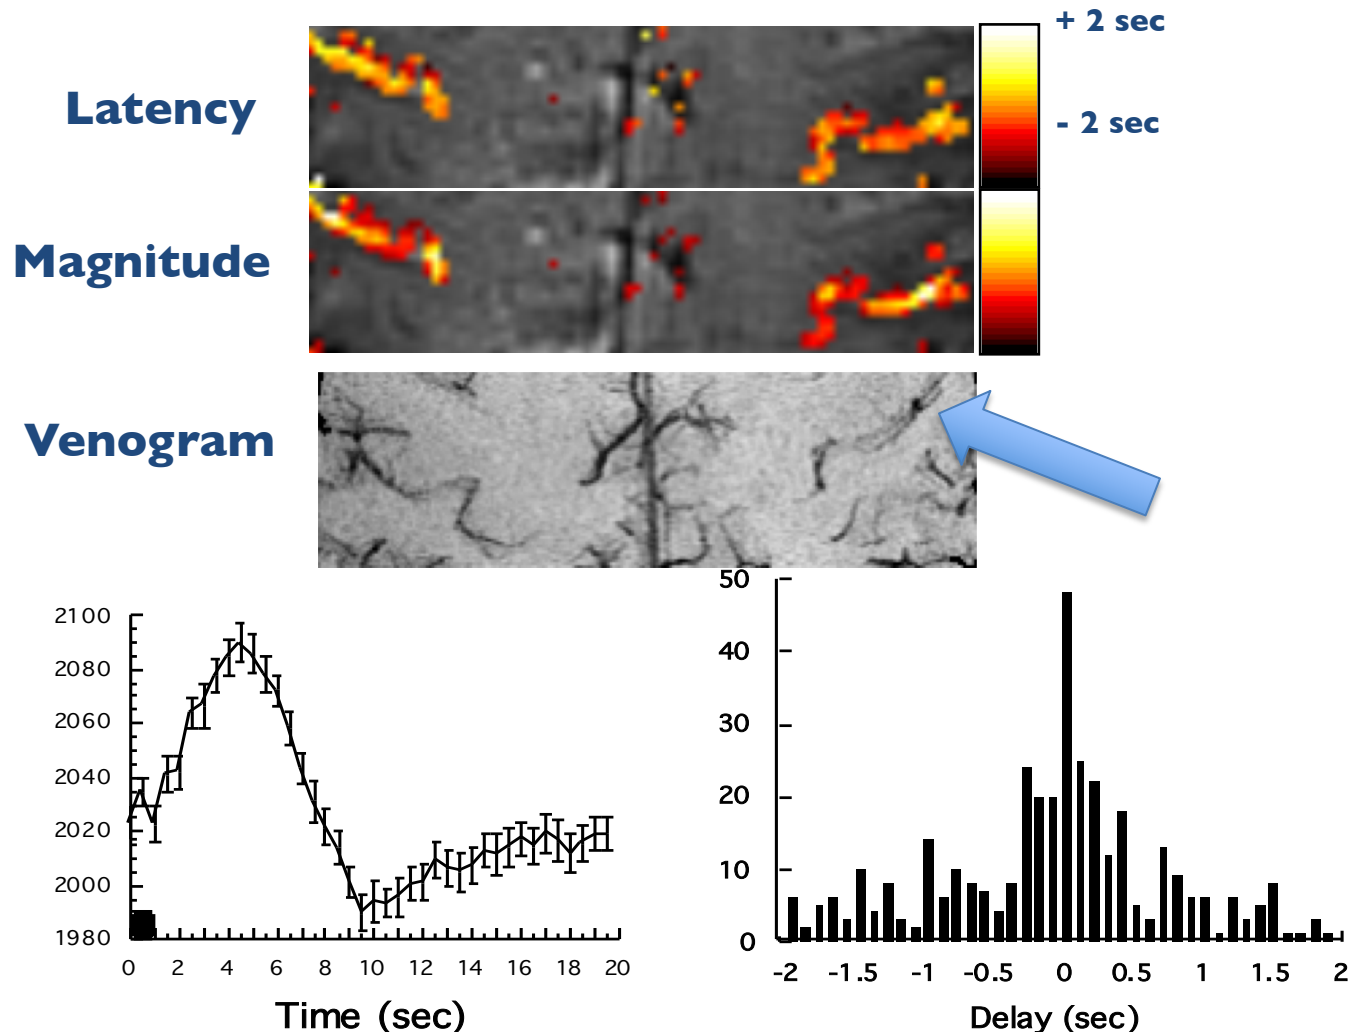 + 2 sec
Latency
- 2 sec
Magnitude
Venogram
2100
2080
2060
2040
2020
2000
1980
0 2 4 6 8 10 12 14 16 18 20
Time (sec)
50
40
30
20
10
0
-2 -1.5 -1 -0.5 0 0.5 1 1.5 2
Delay (sec)